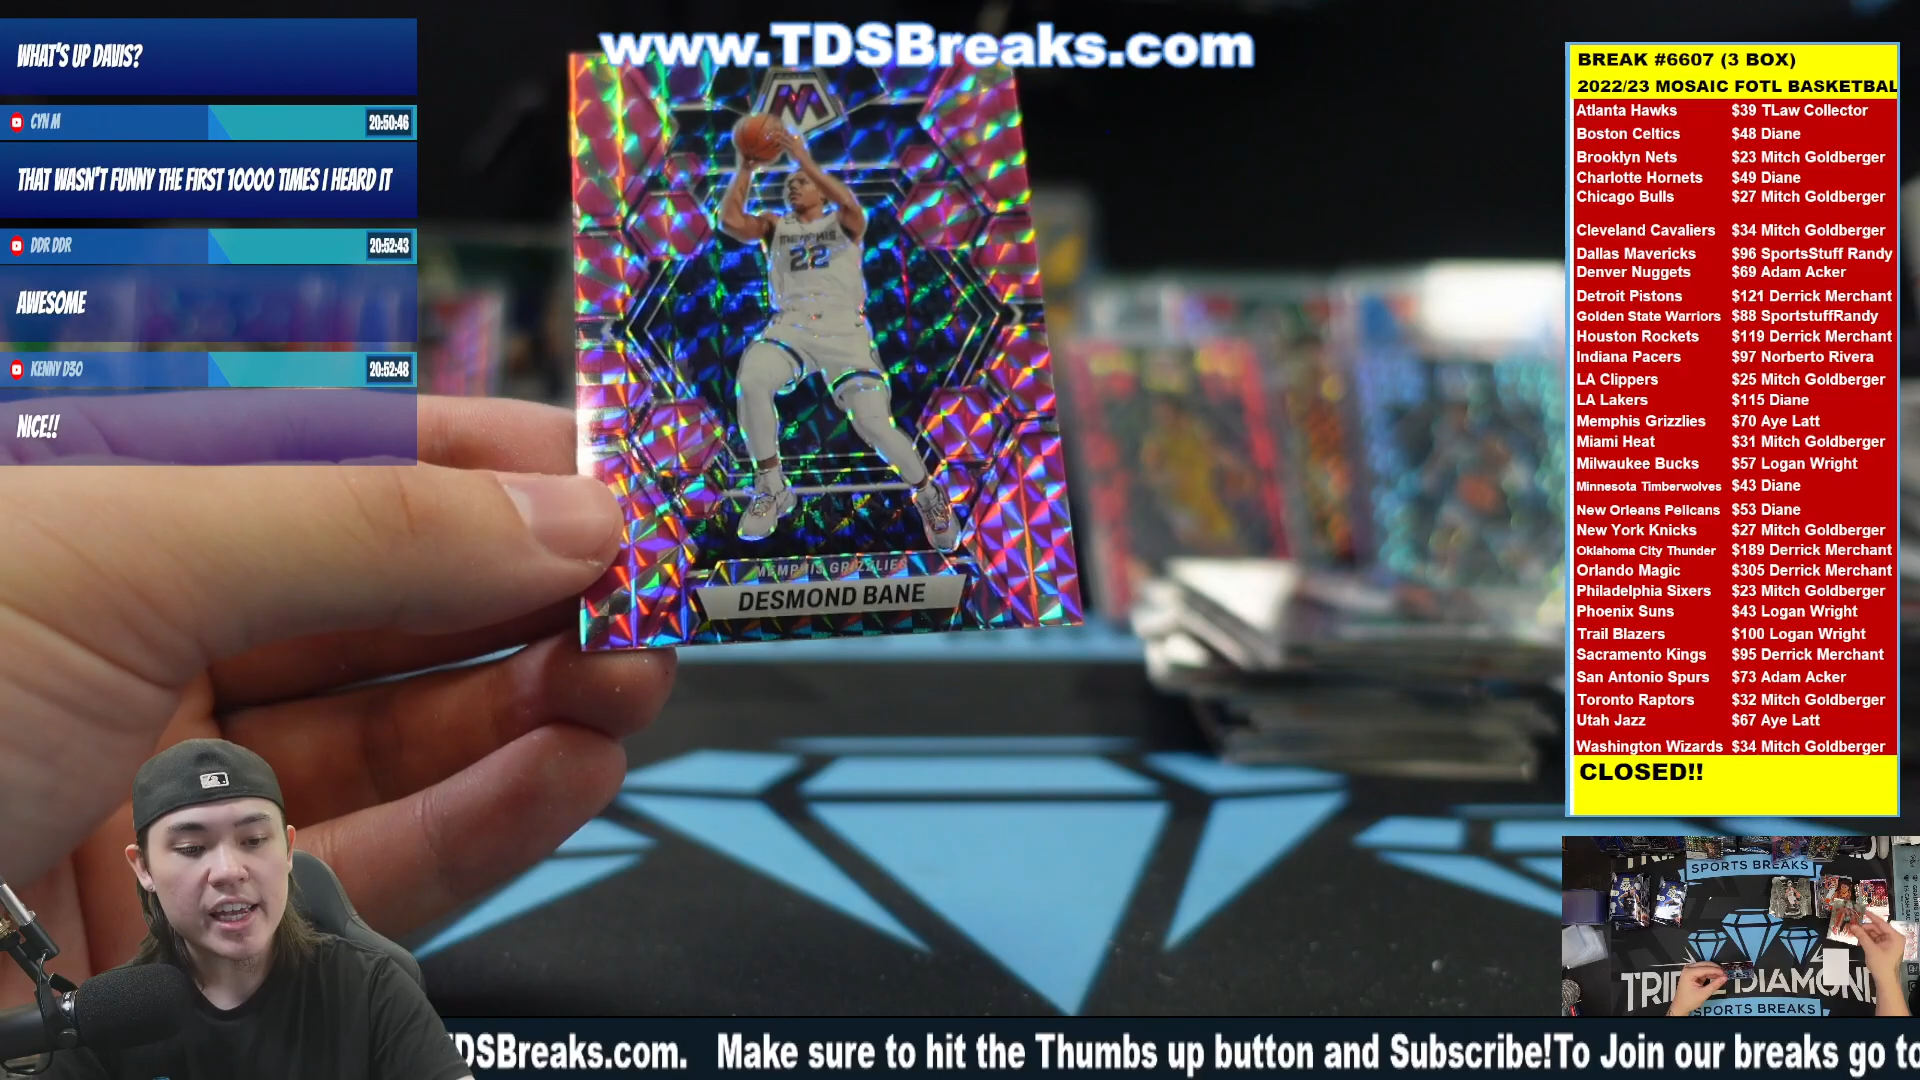 WHAT'S UP DAVIS?
CYN M 20:50:46
THAT WASN'T FUNNY THE FIRST 10000 TIMES I HEARD IT
DDR DDR 20:52:43
AWESOME
KENNY D30 20:52:48
NICE!!
www.TDSBreaks.com
MEMPHIS
22
MEMPHIS GRIZZLIES
DESMOND BANE
BREAK #6607 (3 BOX)
2022/23 MOSAIC FOTL BASKETBAL
Atlanta Hawks $39 TLaw Collector
Boston Celtics $48 Diane
Brooklyn Nets $23 Mitch Goldberger
Charlotte Hornets $49 Diane
Chicago Bulls $27 Mitch Goldberger
Cleveland Cavaliers $34 Mitch Goldberger
Dallas Mavericks $96 SportsStuff Randy
Denver Nuggets $69 Adam Acker
Detroit Pistons $121 Derrick Merchant
Golden State Warriors $88 SportstuffRandy
Houston Rockets $119 Derrick Merchant
Indiana Pacers $97 Norberto Rivera
LA Clippers $25 Mitch Goldberger
LA Lakers $115 Diane
Memphis Grizzlies $70 Aye Latt
Miami Heat $31 Mitch Goldberger
Milwaukee Bucks $57 Logan Wright
Minnesota Timberwolves $43 Diane
New Orleans Pelicans $53 Diane
New York Knicks $27 Mitch Goldberger
Oklahoma City Thunder $189 Derrick Merchant
Orlando Magic $305 Derrick Merchant
Philadelphia Sixers $23 Mitch Goldberger
Phoenix Suns $43 Logan Wright
Trail Blazers $100 Logan Wright
Sacramento Kings $95 Derrick Merchant
San Antonio Spurs $73 Adam Acker
Toronto Raptors $32 Mitch Goldberger
Utah Jazz $67 Aye Latt
Washington Wizards $34 Mitch Goldberger
CLOSED!!
SPORTS BREAKS
DIAMOND
SPORTS BREAKS
TDSBreaks.com. Make sure to hit the Thumbs up button and Subscribe!To Join our breaks go to